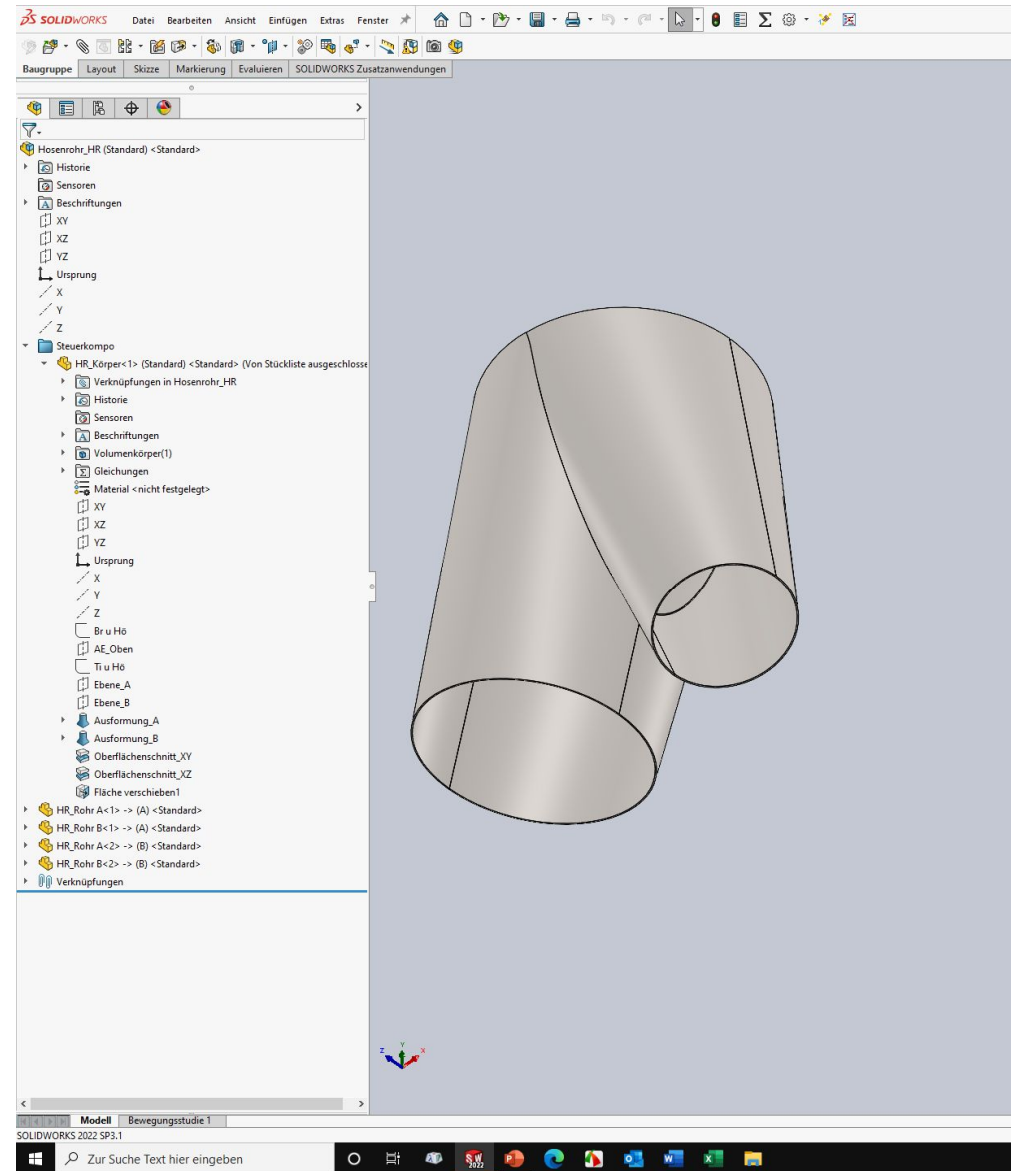 SOLIDWORKS Datei Bearbeiten Ansicht Einfügen Extras Fenster
Baugruppe Layout Skizze Markierung Evaluieren SOLIDWORKS Zusatzanwendungen
Hosenrohr_HR (Standard) <Standard>
Historie
Sensoren
Beschriftungen
XY
XZ
YZ
Ursprung
X
Y
Z
Steuerkompo
HR_Körper<1> (Standard) <Standard> (Von Stückliste ausgeschlosse
Verknüpfungen in Hosenrohr_HR
Historie
Sensoren
Beschriftungen
Volumenkörper(1)
Gleichungen
Material <nicht festgelegt>
XY
XZ
YZ
Ursprung
X
Y
Z
Br u Hö
AE_Oben
Ti u Hö
Ebene_A
Ebene_B
Ausformung_A
Ausformung_B
Oberflächenschnitt_XY
Oberflächenschnitt_XZ
Fläche verschieben1
HR_Rohr A<1> -> (A) <Standard>
HR_Rohr B<1> -> (A) <Standard>
HR_Rohr A<2> -> (B) <Standard>
HR_Rohr B<2> -> (B) <Standard>
Verknüpfungen
Z Y X
Modell Bewegungsstudie 1
SOLIDWORKS 2022 SP3.1
Zur Suche Text hier eingeben SW 2022